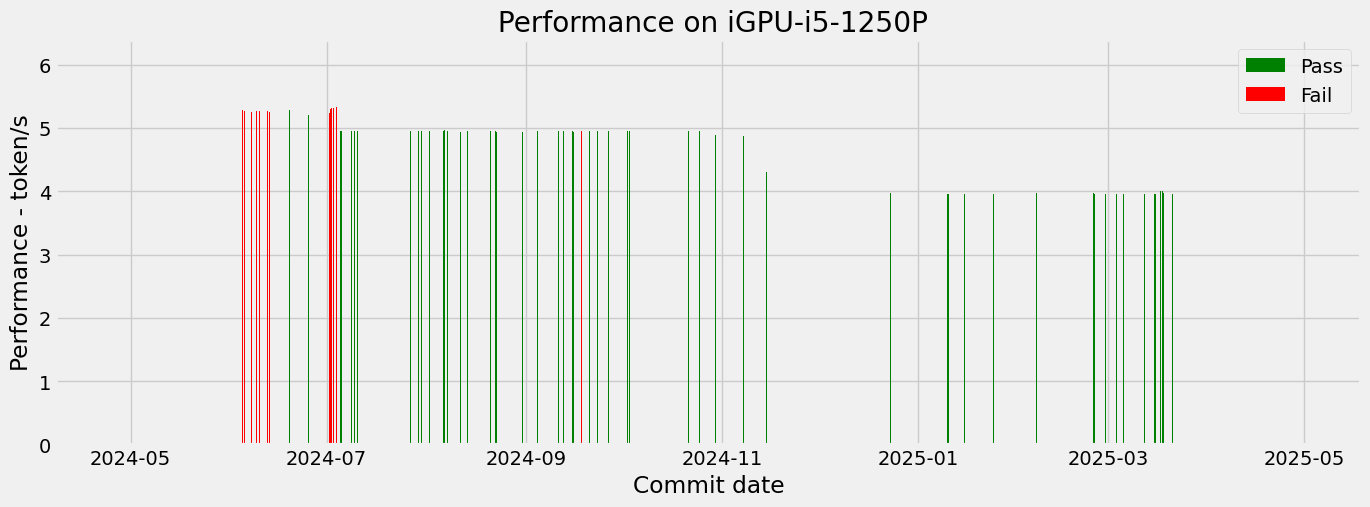 Performance on iGPU-i5-1250P
Pass
Fail
Performance - token/s
6
5
4
3
2
1
0
2024-05 2024-07 2024-09 2024-11 2025-01 2025-03 2025-05
Commit date